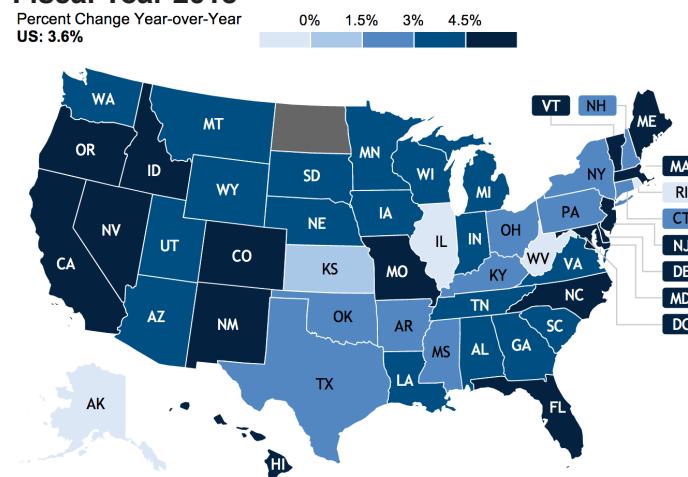 Percent Change Year-over-Year
US: 3.6%
0% 1.5% 3% 4.5%
WA
MT
VT NH
ME
OR
ID
MN
WI
SD
WY
MI
NY
MA
RI
CT
NV
NE
IA
PA
UT
CO
IL
IN
OH
NJ
CA
KS
MO
WV
VA
DE
KY
MD
AZ
NM
OK
TN
NC
DC
AR
SC
MS
AL
GA
TX
LA
AK
FL
HI